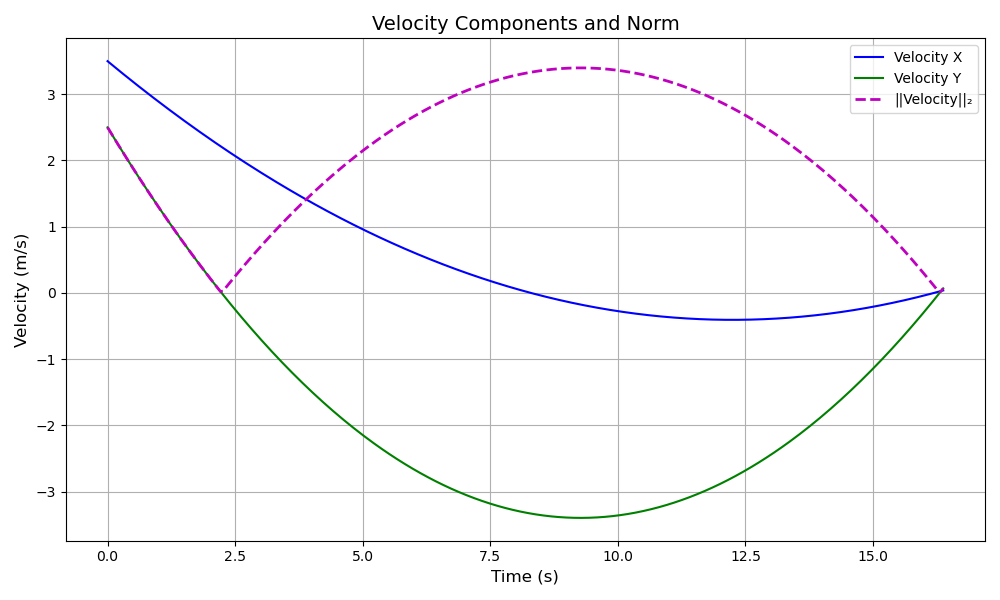 Velocity Components and Norm
Velocity X
Velocity Y
||Velocity||₂
Velocity (m/s)
3
2
1
0
−1
−2
−3
0.0 2.5 5.0 7.5 10.0 12.5 15.0
Time (s)